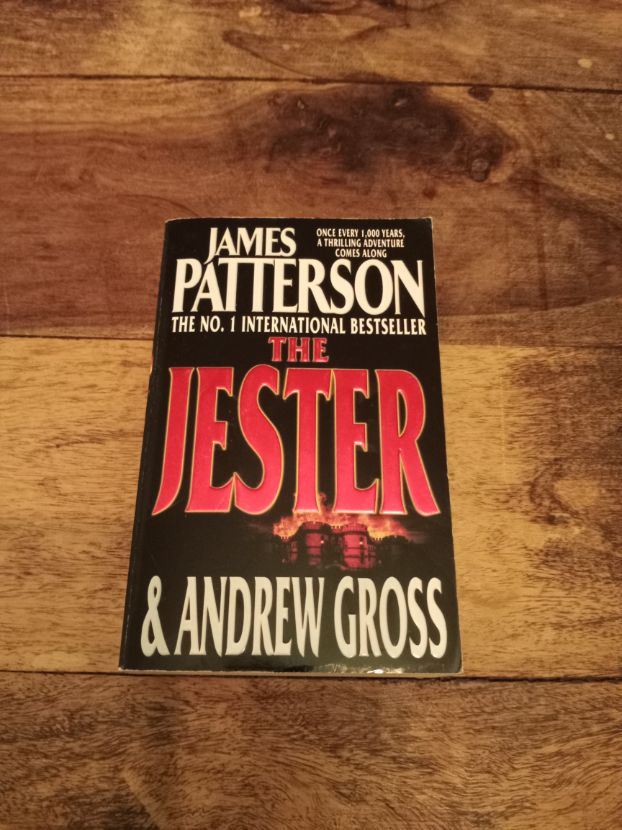 JAMES
PATTERSON
ONCE EVERY 1,000 YEARS,
A THRILLING ADVENTURE
COMES ALONG
THE NO. 1 INTERNATIONAL BESTSELLER
THE
JESTER
& ANDREW GROSS